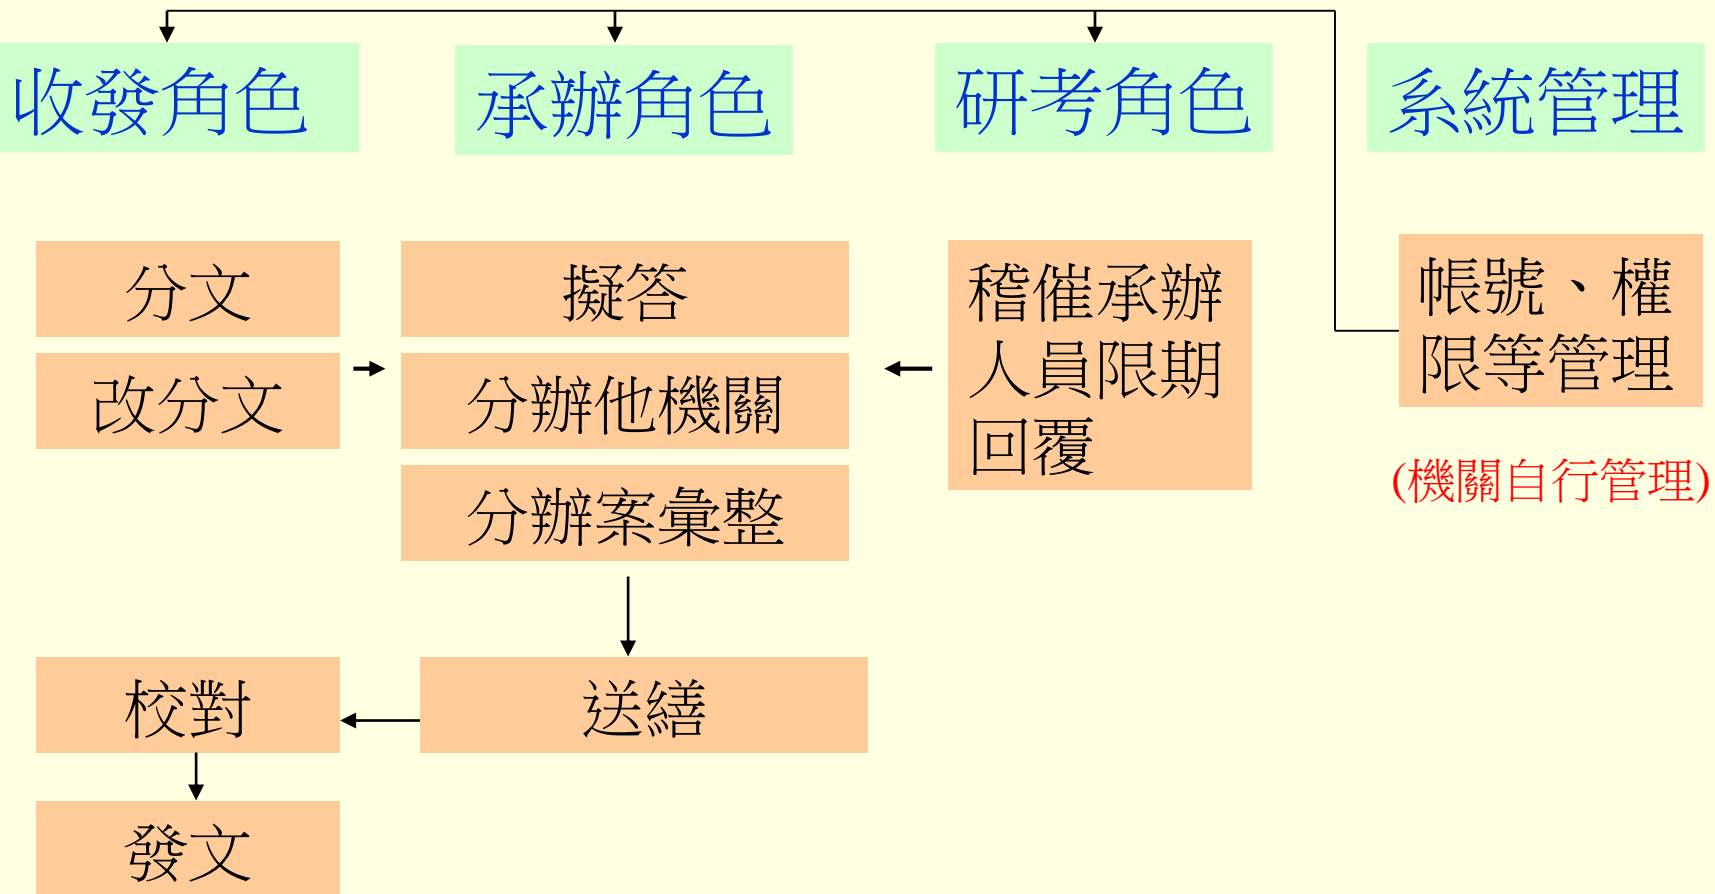 收發角色
承辦角色
研考角色
系統管理
分文
改分文
擬答
分辦他機關
分辦案彙整
稽催承辦
人員限期
回覆
帳號、權
限等管理
(機關自行管理)
送繕
校對
發文